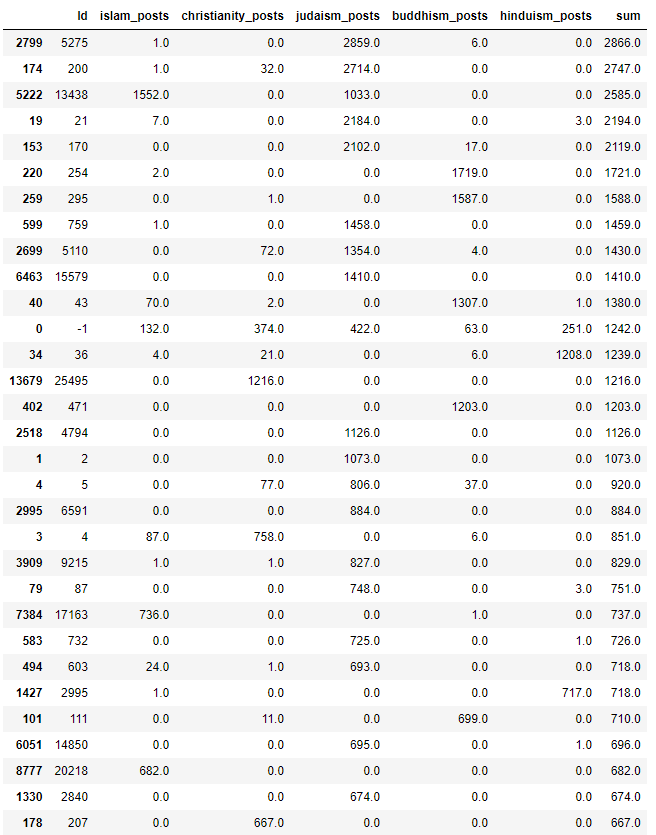 Id islam_posts christianity_posts judaism_posts buddhism_posts hinduism_posts sum
2799 5275 1.0 0.0 2859.0 6.0 0.0 2866.0
174 200 1.0 32.0 2714.0 0.0 0.0 2747.0
5222 13438 1552.0 0.0 1033.0 0.0 0.0 2585.0
19 21 7.0 0.0 2184.0 0.0 3.0 2194.0
153 170 0.0 0.0 2102.0 17.0 0.0 2119.0
220 254 2.0 0.0 0.0 1719.0 0.0 1721.0
259 295 0.0 1.0 0.0 1587.0 0.0 1588.0
599 759 1.0 0.0 1458.0 0.0 0.0 1459.0
2699 5110 0.0 72.0 1354.0 4.0 0.0 1430.0
6463 15579 0.0 0.0 1410.0 0.0 0.0 1410.0
40 43 70.0 2.0 0.0 1307.0 1.0 1380.0
0 -1 132.0 374.0 422.0 63.0 251.0 1242.0
34 36 4.0 21.0 0.0 6.0 1208.0 1239.0
13679 25495 0.0 1216.0 0.0 0.0 0.0 1216.0
402 471 0.0 0.0 0.0 1203.0 0.0 1203.0
2518 4794 0.0 0.0 1126.0 0.0 0.0 1126.0
1 2 0.0 0.0 1073.0 0.0 0.0 1073.0
4 5 0.0 77.0 806.0 37.0 0.0 920.0
2995 6591 0.0 0.0 884.0 0.0 0.0 884.0
3 4 87.0 758.0 0.0 6.0 0.0 851.0
3909 9215 1.0 1.0 827.0 0.0 0.0 829.0
79 87 0.0 0.0 748.0 0.0 3.0 751.0
7384 17163 736.0 0.0 0.0 1.0 0.0 737.0
583 732 0.0 0.0 725.0 0.0 1.0 726.0
494 603 24.0 1.0 693.0 0.0 0.0 718.0
1427 2995 1.0 0.0 0.0 0.0 717.0 718.0
101 111 0.0 11.0 0.0 699.0 0.0 710.0
6051 14850 0.0 0.0 695.0 0.0 1.0 696.0
8777 20218 682.0 0.0 0.0 0.0 0.0 682.0
1330 2840 0.0 0.0 674.0 0.0 0.0 674.0
178 207 0.0 667.0 0.0 0.0 0.0 667.0